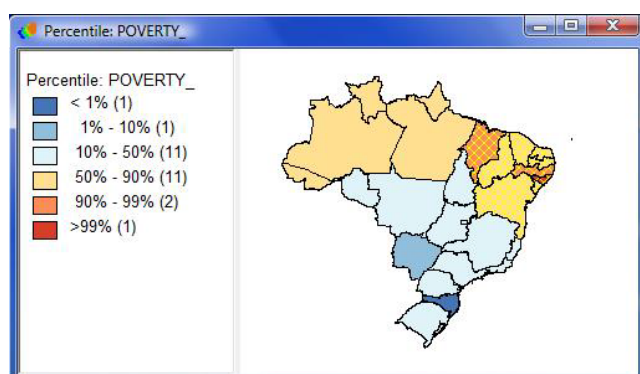 Percentile: POVERTY_
Percentile: POVERTY_
< 1% (1)
1% - 10% (1)
10% - 50% (11)
50% - 90% (11)
90% - 99% (2)
>99% (1)